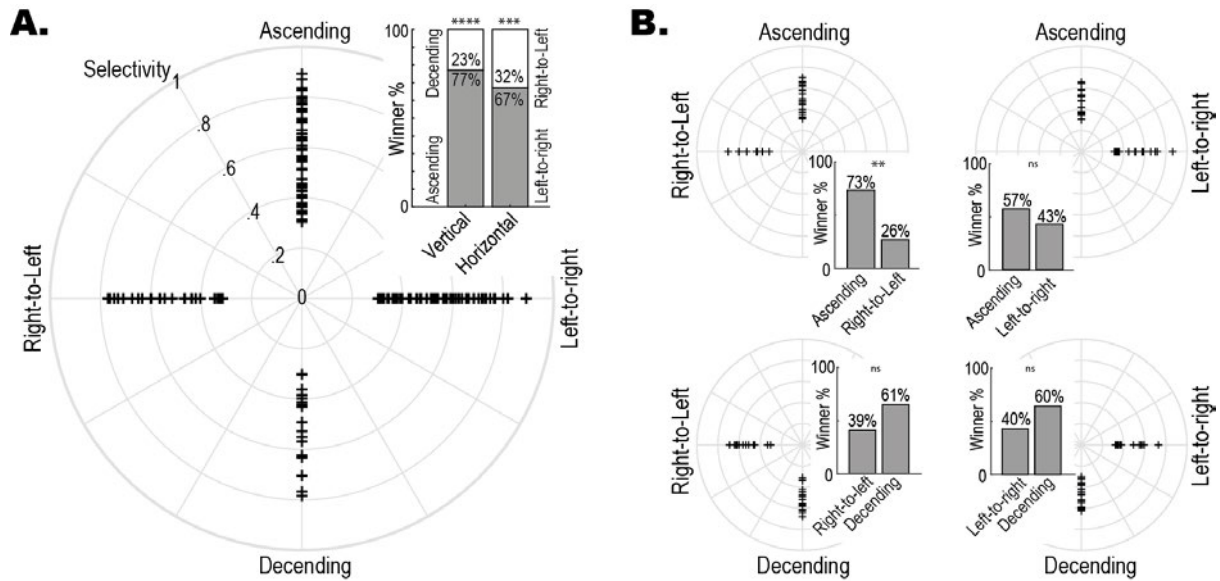 A.
Ascending
Selectivity
1
.8
.6
.4
.2
0
Right-to-Left
Left-to-right
Decending
****
***
100
0
Winner %
Ascending
Decending
23%
77%
32%
67%
Right-to-Left
Left-to-right
Vertical
Horizontal
B.
Ascending
Right-to-Left
100
0
Winner %
**
73%
26%
Ascending
Right-to-Left
Ascending
Left-to-right
100
0
Winner %
ns
57%
43%
Ascending
Left-to-right
Right-to-Left
100
0
Winner %
ns
39%
61%
Right-to-left
Decending
Decending
Left-to-right
100
0
Winner %
ns
40%
60%
Left-to-right
Decending
Decending